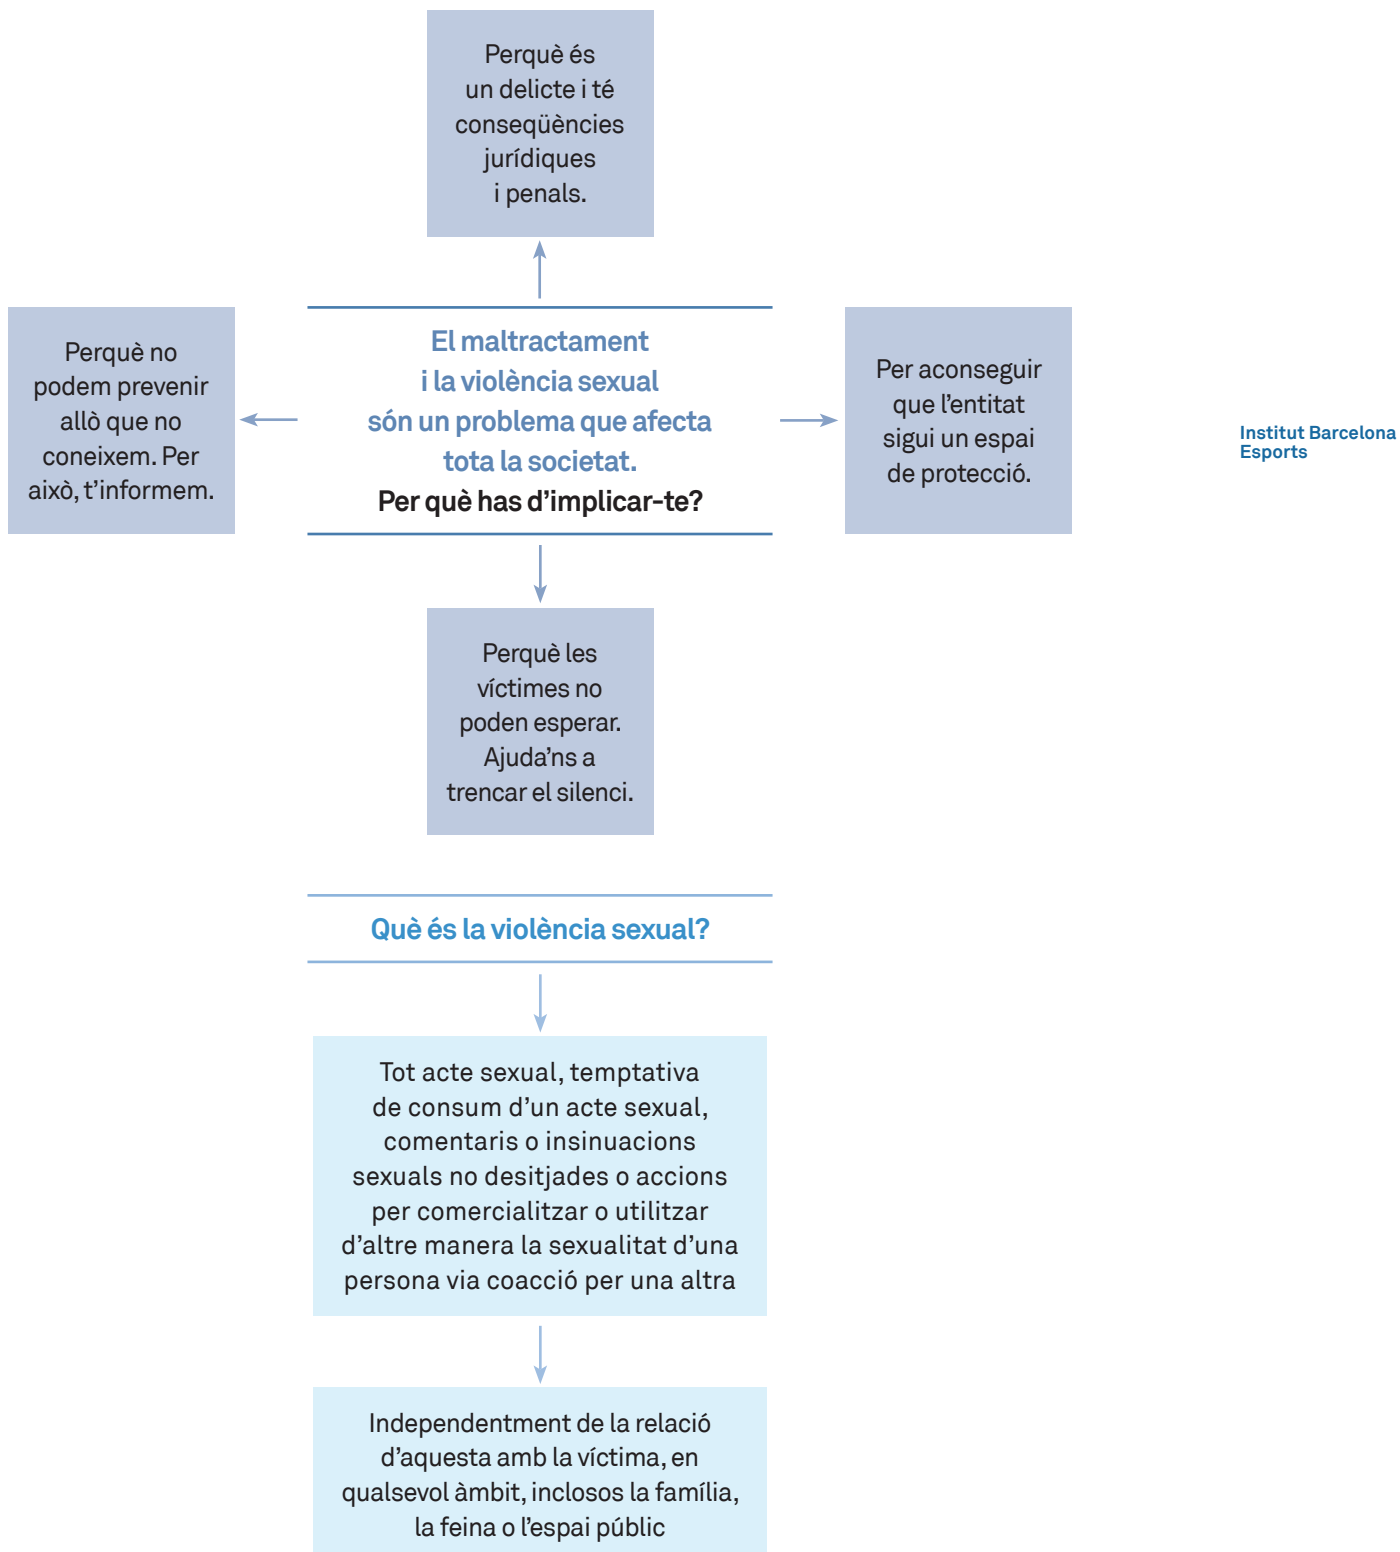 Perquè és
un delicte i té
conseqüències
jurídiques
i penals.
Perquè no
podem prevenir
allò que no
coneixem. Per
això, t’informem.
El maltractament
i la violència sexual
són un problema que afecta
tota la societat.
Per què has d’implicar-te?
Per aconseguir
que l’entitat
sigui un espai
de protecció.
Institut Barcelona
Esports
Perquè les
víctimes no
poden esperar.
Ajuda’ns a
trencar el silenci.
Què és la violència sexual?
Tot acte sexual, temptativa
de consum d’un acte sexual,
comentaris o insinuacions
sexuals no desitjades o accions
per comercialitzar o utilitzar
d’altre manera la sexualitat d’una
persona via coacció per una altra
Independentment de la relació
d’aquesta amb la víctima, en
qualsevol àmbit, inclosos la família,
la feina o l’espai públic